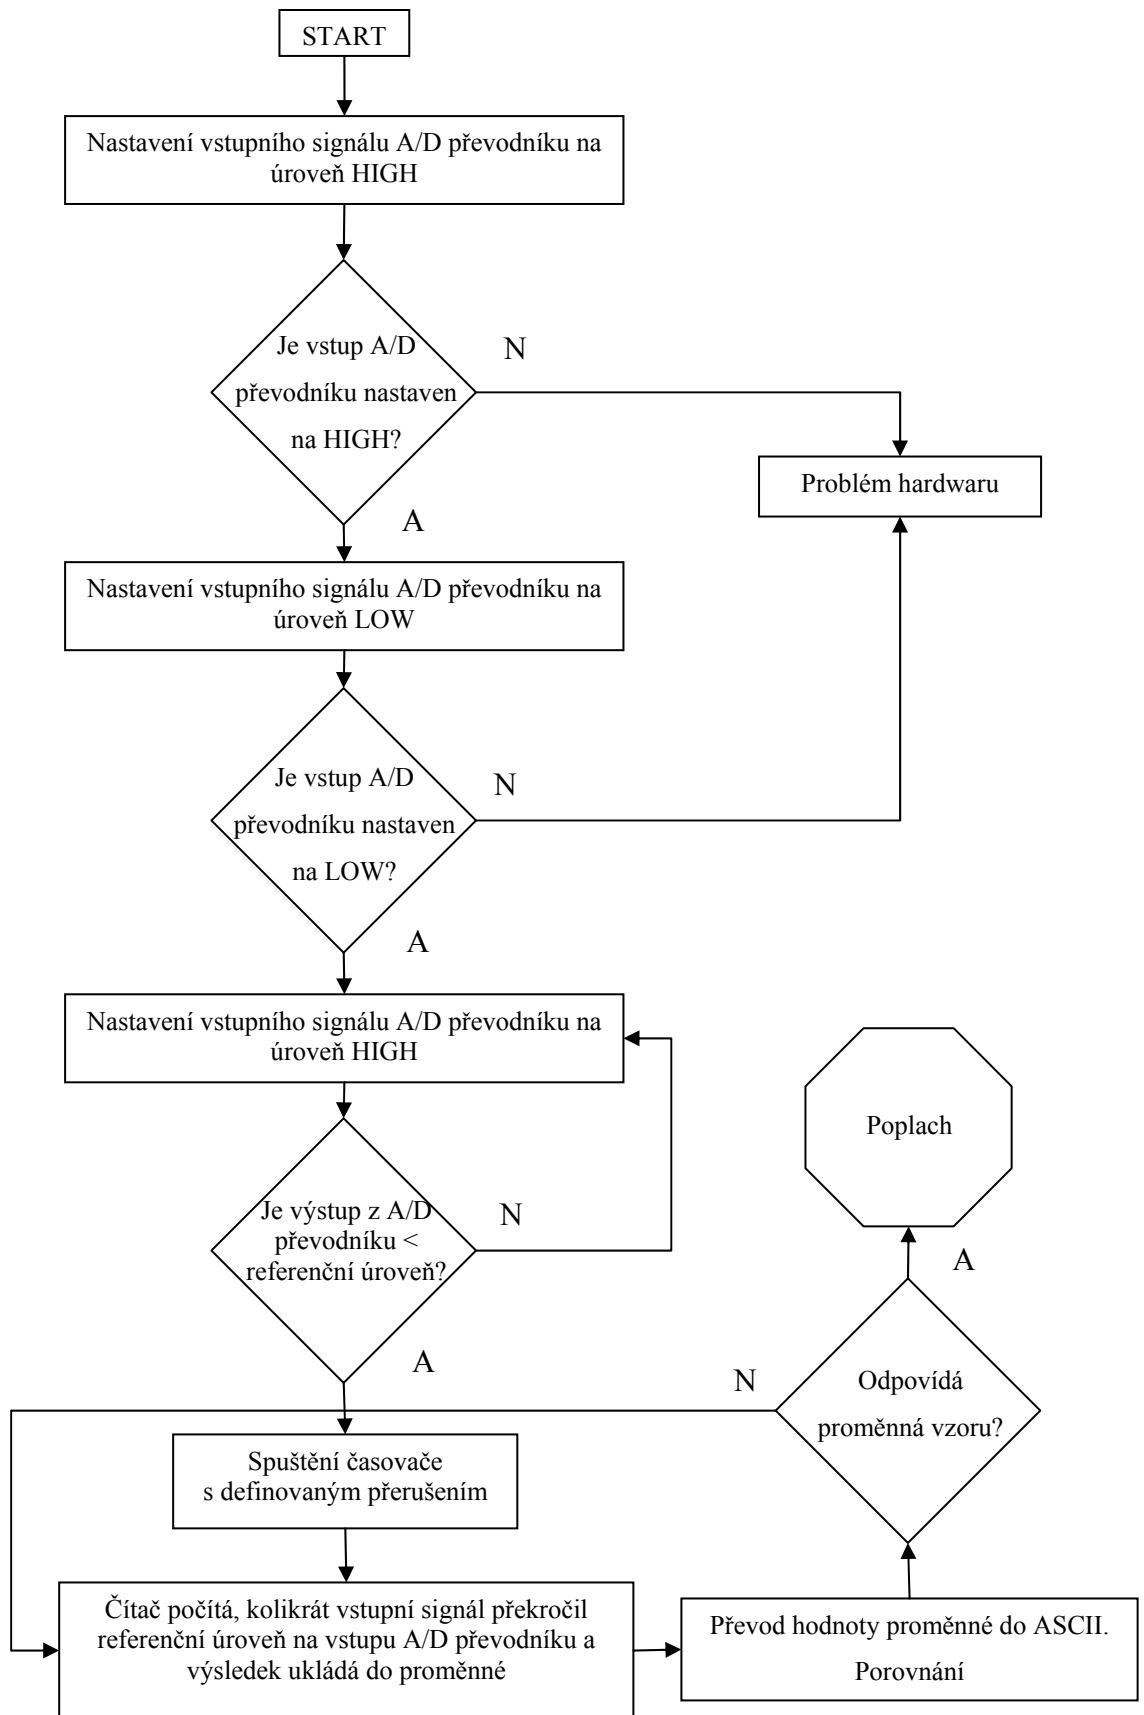 START
Nastavení vstupního signálu A/D převodníku na
úroveň HIGH
Je vstup A/D
převodníku nastaven
na HIGH?
N
Problém hardwaru
A
Nastavení vstupního signálu A/D převodníku na
úroveň LOW
Je vstup A/D
převodníku nastaven
na LOW?
N
A
Nastavení vstupního signálu A/D převodníku na
úroveň HIGH
Poplach
Je výstup z A/D
převodníku <
referenční úroveň?
N
A
A
N
Odpovídá
proměnná vzoru?
Spuštění časovače
s definovaným přerušením
Čítač počítá, kolikrát vstupní signál překročil
referenční úroveň na vstupu A/D převodníku a
výsledek ukládá do proměnné
Převod hodnoty proměnné do ASCII.
Porovnání